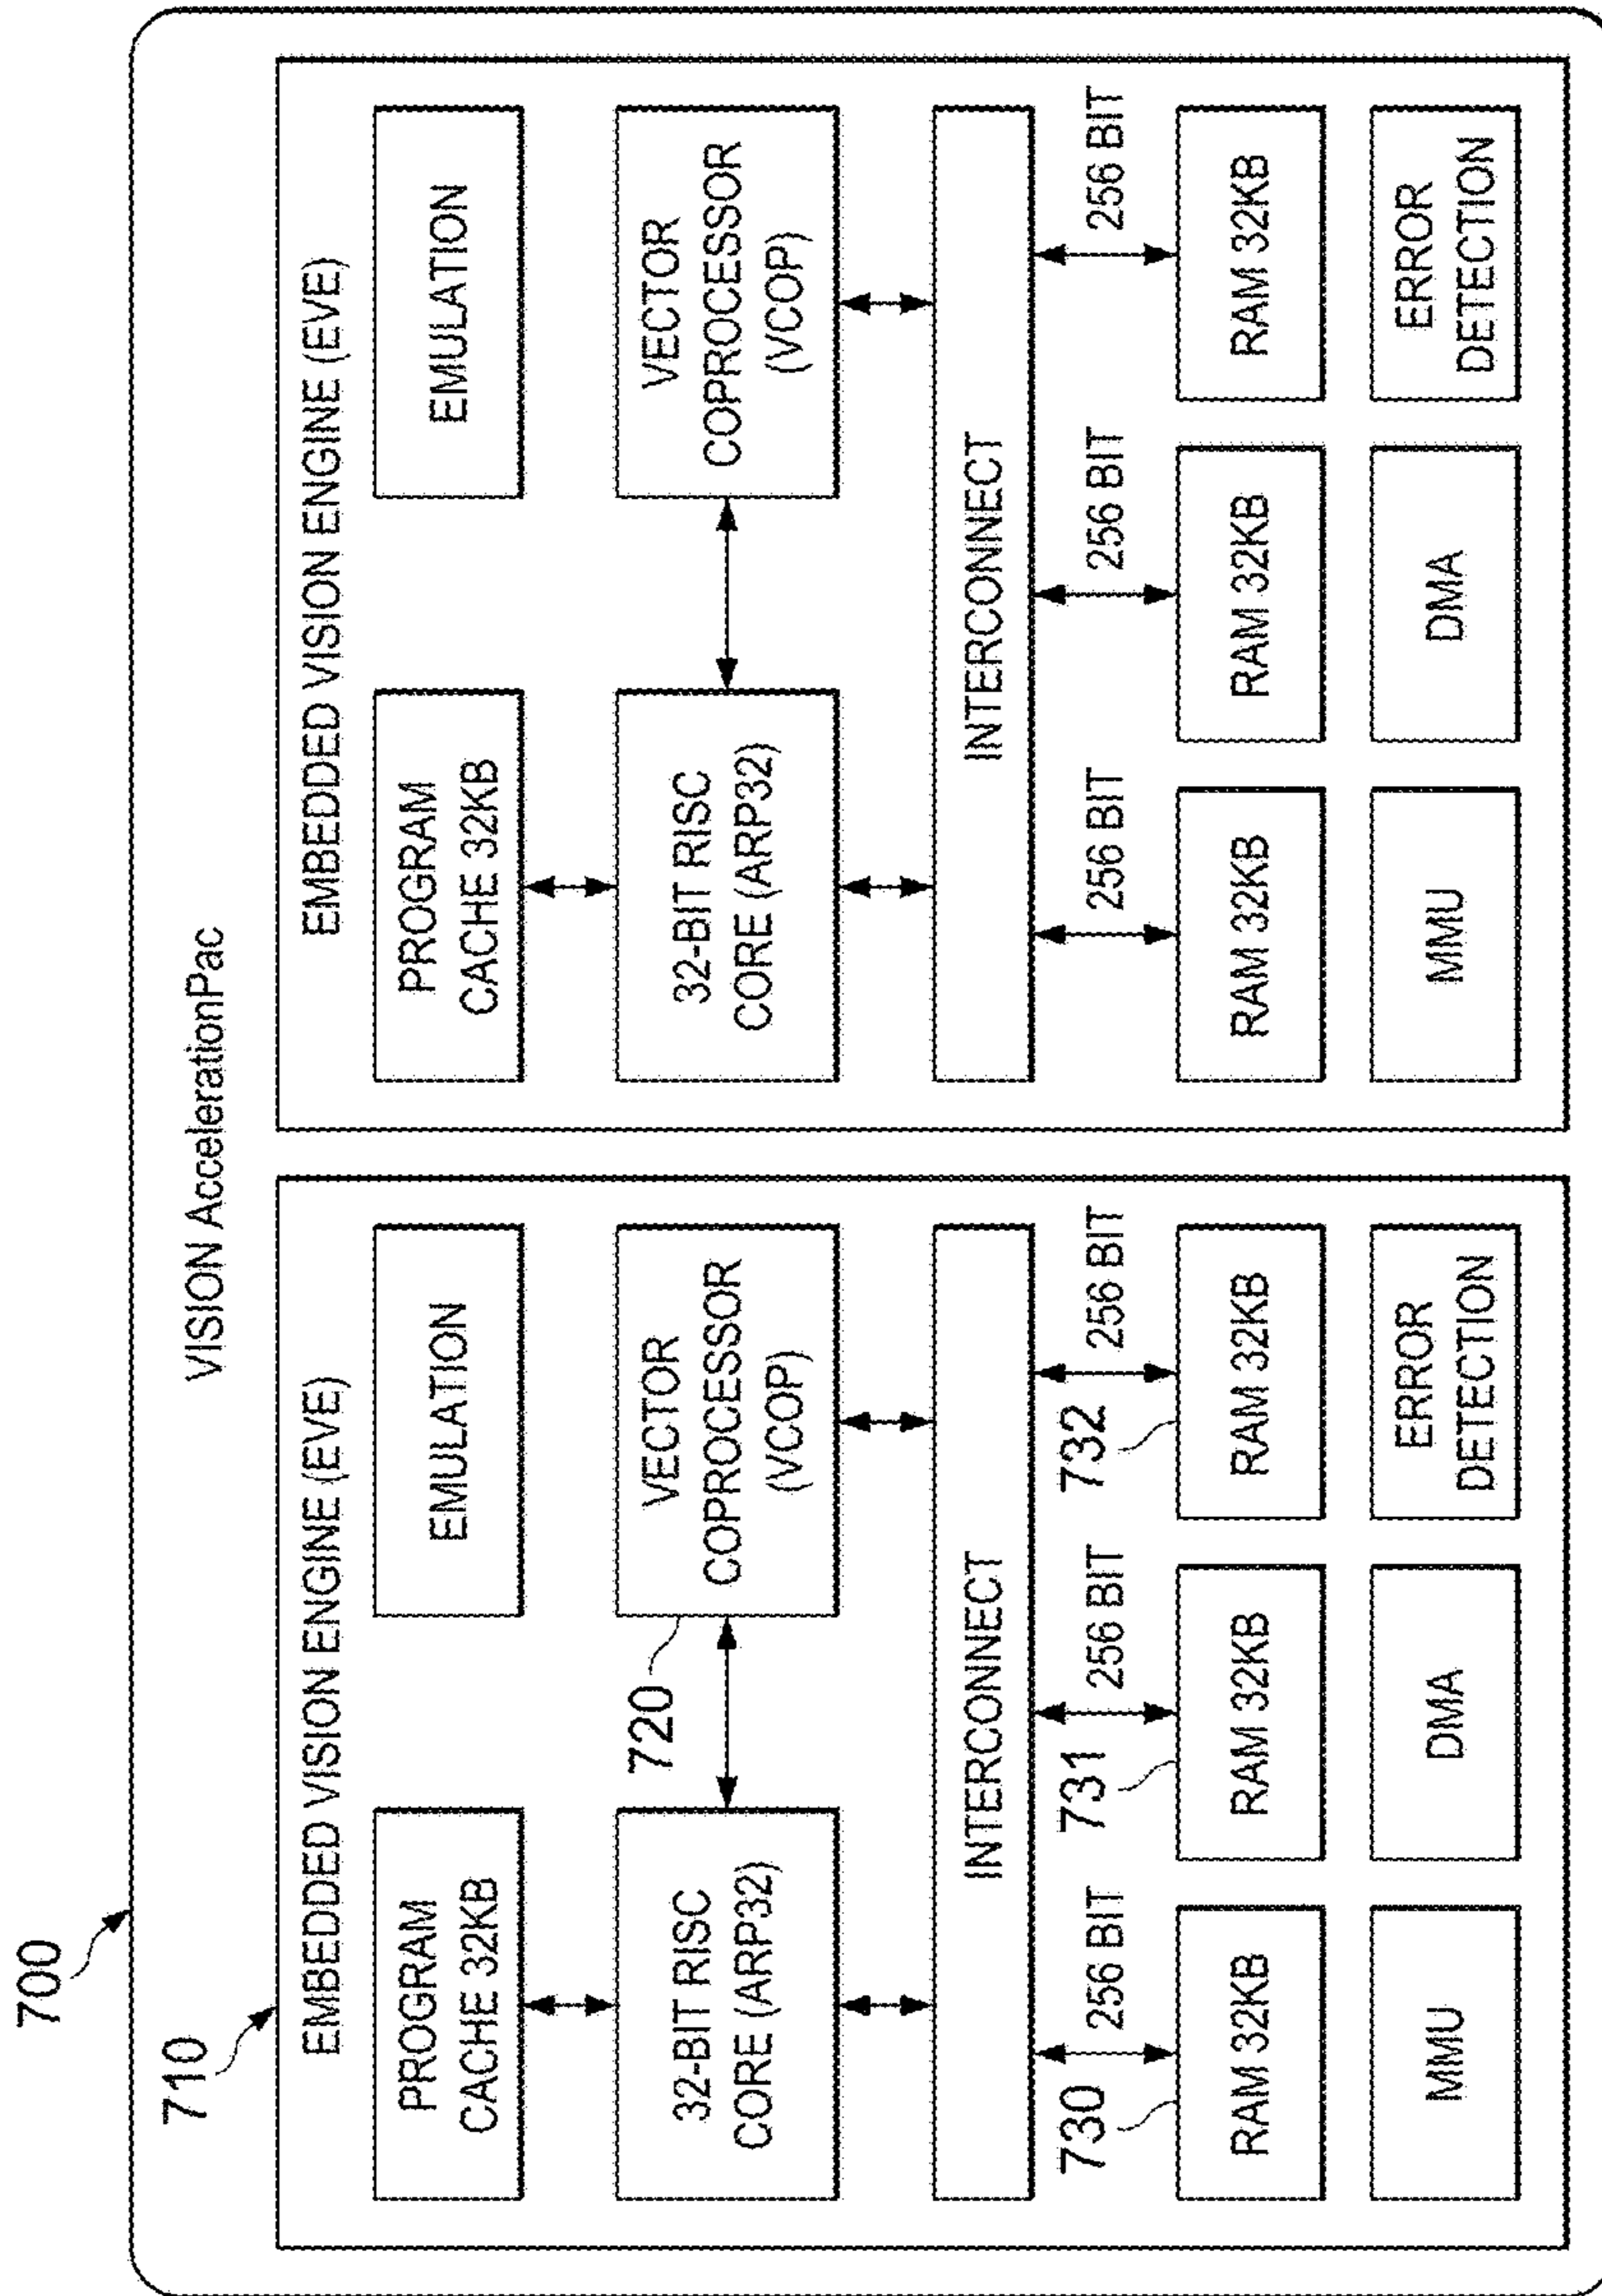 700
VISION AccelerationPac
710
EMBEDDED VISION ENGINE (EVE)
PROGRAM
CACHE 32KB
EMULATION
32-BIT RISC
CORE (ARP32)
720
VECTOR
COPROCESSOR
(VCOP)
INTERCONNECT
730
256 BIT
731
256 BIT
732
256 BIT
RAM 32KB
RAM 32KB
RAM 32KB
MMU
DMA
ERROR
DETECTION
EMBEDDED VISION ENGINE (EVE)
PROGRAM
CACHE 32KB
EMULATION
32-BIT RISC
CORE (ARP32)
VECTOR
COPROCESSOR
(VCOP)
INTERCONNECT
256 BIT
256 BIT
256 BIT
RAM 32KB
RAM 32KB
RAM 32KB
MMU
DMA
ERROR
DETECTION